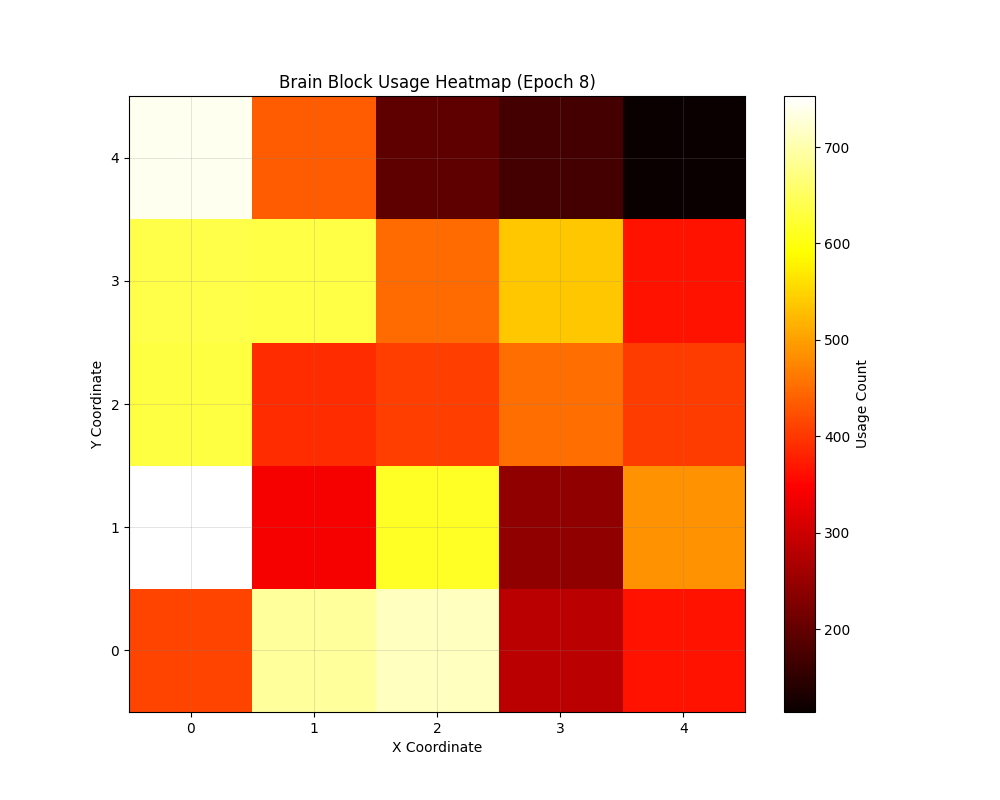 Brain Block Usage Heatmap (Epoch 8)
4
3
2
1
0
Y Coordinate
0 1 2 3 4
X Coordinate
700
600
500
400
300
200
Usage Count